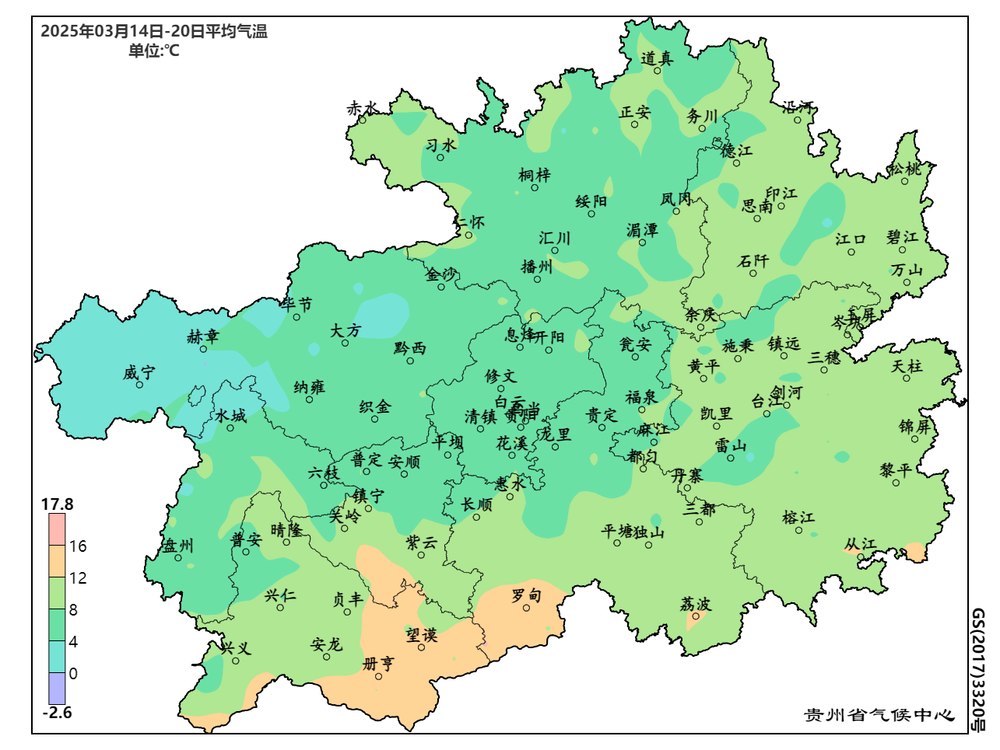 2025年03月14日-20日平均气温
单位:℃
道真
赤水
正安
务川
沿河
习水
德江
桐梓
松桃
绥阳
凤冈
印江
思南
仁怀
湄潭
汇川
江口
碧江
石阡
播州
万山
金沙
毕节
余庆
玉屏
岑巩
大方
赫章
息烽
开阳
瓮安
施秉
镇远
黔西
三穗
黄平
天柱
威宁
修文
纳雍
剑河
福泉
白云
台江
织金
乌当
水城
清镇
贵阳
贵定
凯里
锦屏
麻江
龙里
平坝
花溪
雷山
普定
安顺
都匀
黎平
六枝
丹寨
惠水
镇宁
长顺
三都
关岭
榕江
晴隆
平塘
独山
普安
紫云
盘州
从江
17.8
16
12
8
4
0
-2.6
兴仁
贞丰
罗甸
荔波
望谟
安龙
兴义
册亨
贵州省气候中心
GS(2017)3320号